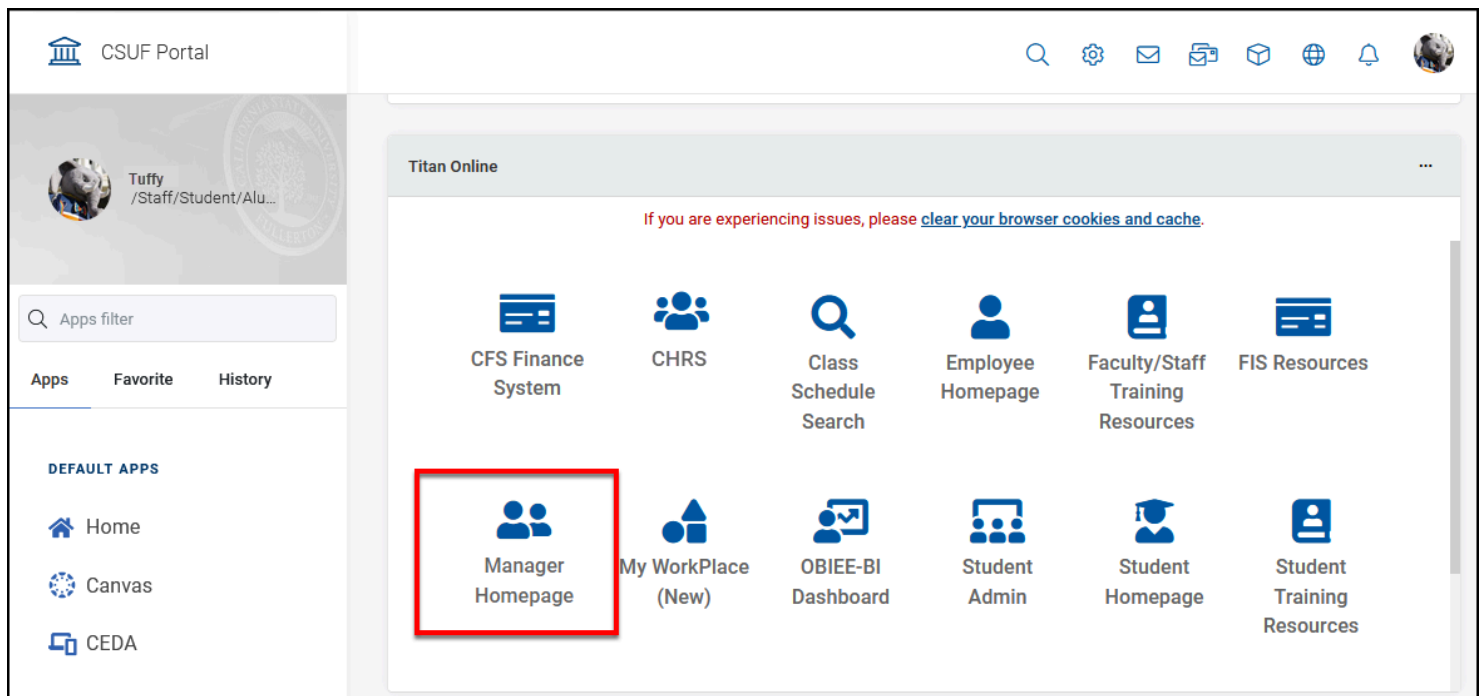 CSUF Portal
Tuffy
/Staff/Student/Alu...
Apps filter
Apps Favorite History
DEFAULT APPS
Home
Canvas
CEDA
Titan Online
If you are experiencing issues, please clear your browser cookies and cache.
CFS Finance
System
CHRS
Class
Schedule
Search
Employee
Homepage
Faculty/Staff
Training
Resources
FIS Resources
Manager
Homepage
My WorkPlace
(New)
OBIEE-BI
Dashboard
Student
Admin
Student
Homepage
Student
Training
Resources